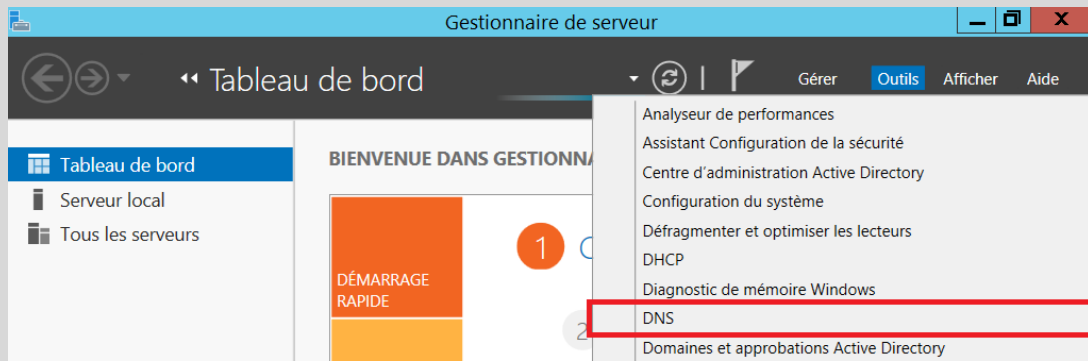 Gestionnaire de serveur
Tableau de bord
Gérer Outils Afficher Aide
Tableau de bord
Serveur local
Tous les serveurs
BIENVENUE DANS
1
DÉMARRAGE
RAPIDE
2
Analyseur de performances
Assistant Configuration de la sécurité
Centre d'administration Active Directory
Configuration du système
Défragmenter et optimiser les lecteurs
DHCP
Diagnostic de mémoire Windows
DNS
Domaines et approbations Active Directory